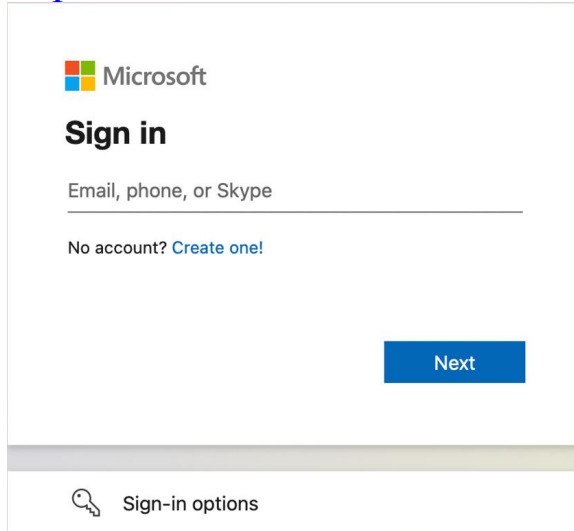 Microsoft
Sign in
Email, phone, or Skype
No account? Create one!
Next
Sign-in options